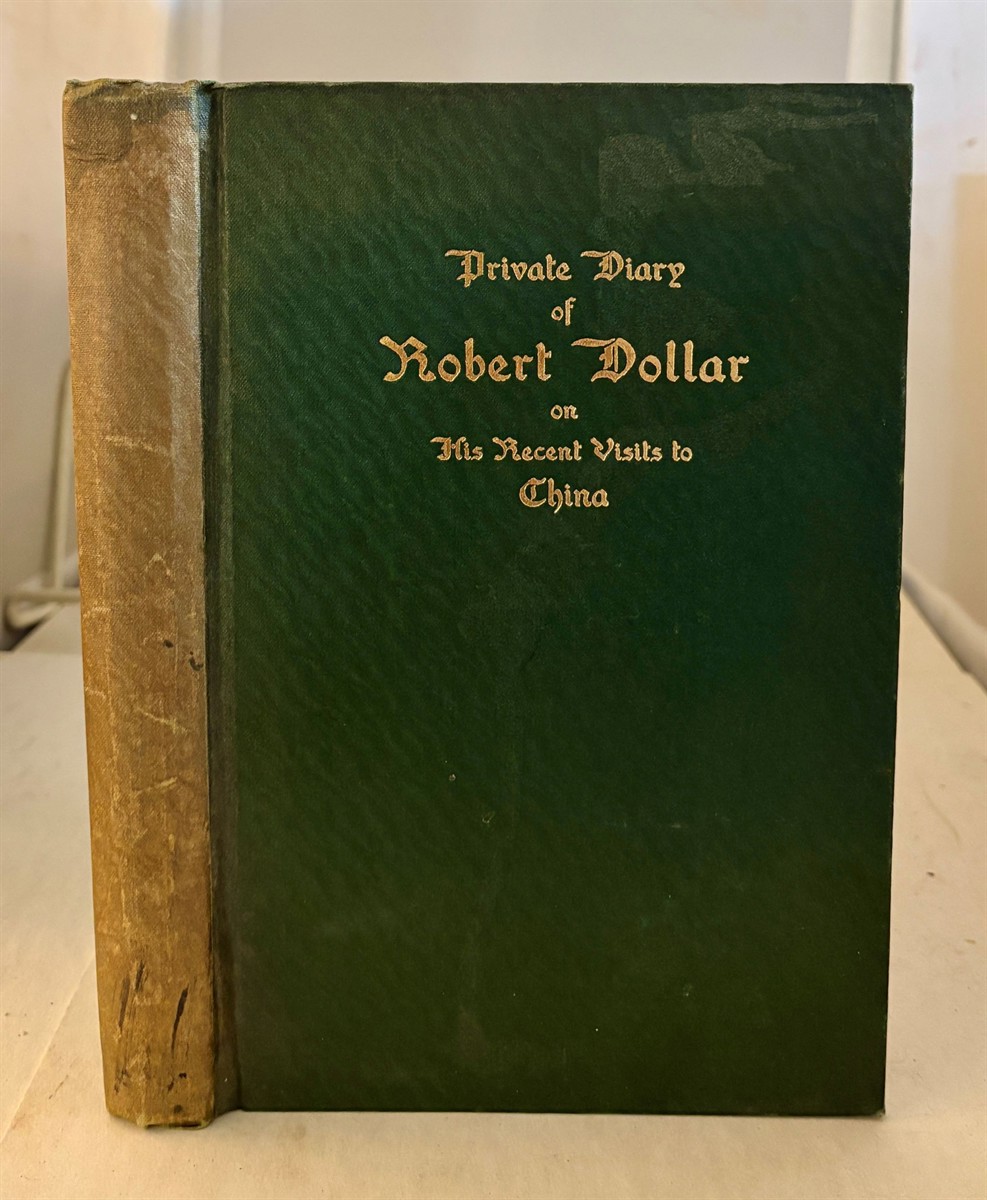 Private Diary
of
Robert Dollar
on
His Recent Visits to
China